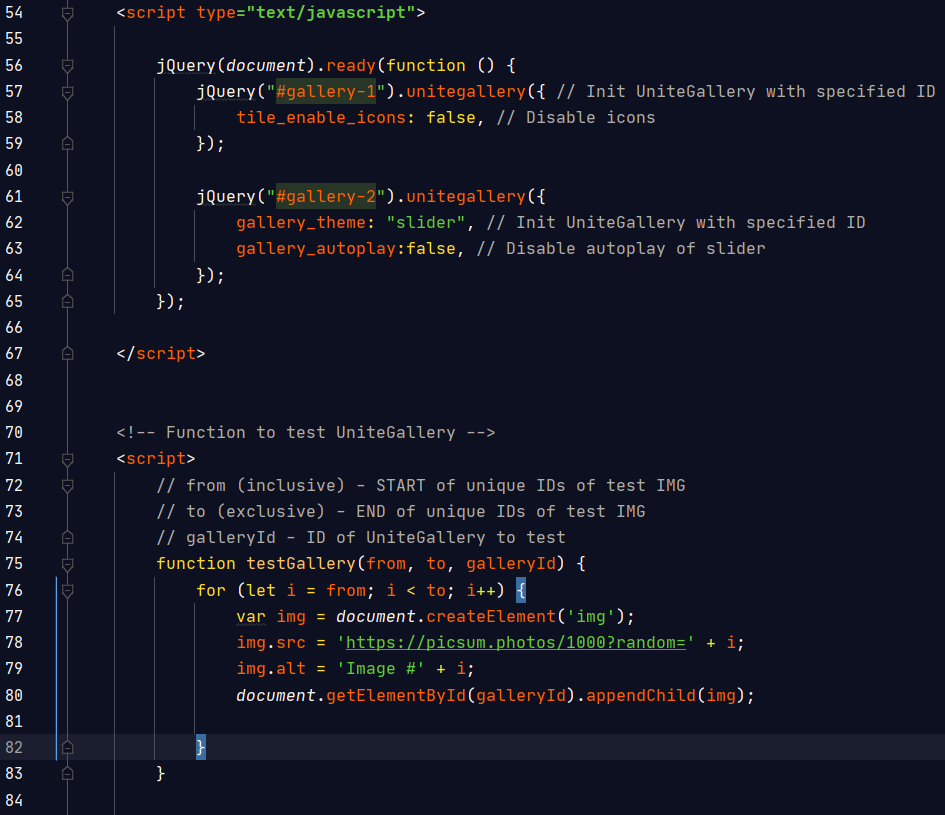 54 <script type="text/javascript">
55
56 jQuery(document).ready(function () {
57 jQuery("#gallery-1").unitegallery({ // Init UniteGallery with specified ID
58 tile_enable_icons: false, // Disable icons
59 });
60
61 jQuery("#gallery-2").unitegallery({
62 gallery_theme: "slider", // Init UniteGallery with specified ID
63 gallery_autoplay:false, // Disable autoplay of slider
64 });
65 });
66
67 </script>
68
69
70 <!-- Function to test UniteGallery -->
71 <script>
72 // from (inclusive) - START of unique IDs of test IMG
73 // to (exclusive) - END of unique IDs of test IMG
74 // galleryId - ID of UniteGallery to test
75 function testGallery(from, to, galleryId) {
76 for (let i = from; i < to; i++) {
77 var img = document.createElement('img');
78 img.src = 'https://picsum.photos/1000?random=' + i;
79 img.alt = 'Image #' + i;
80 document.getElementById(galleryId).appendChild(img);
81
82 }
83 }
84